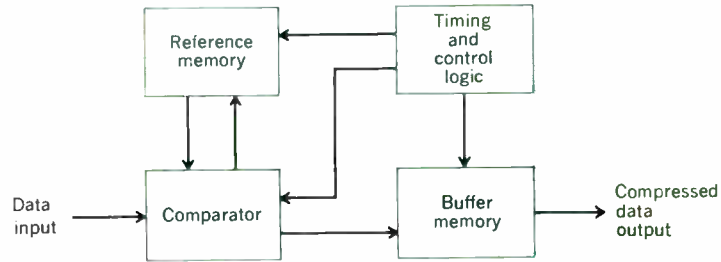 Reference
memory
Timing
and
control
logic
Data
input
Comparator
Buffer
memory
Compressed
data
output